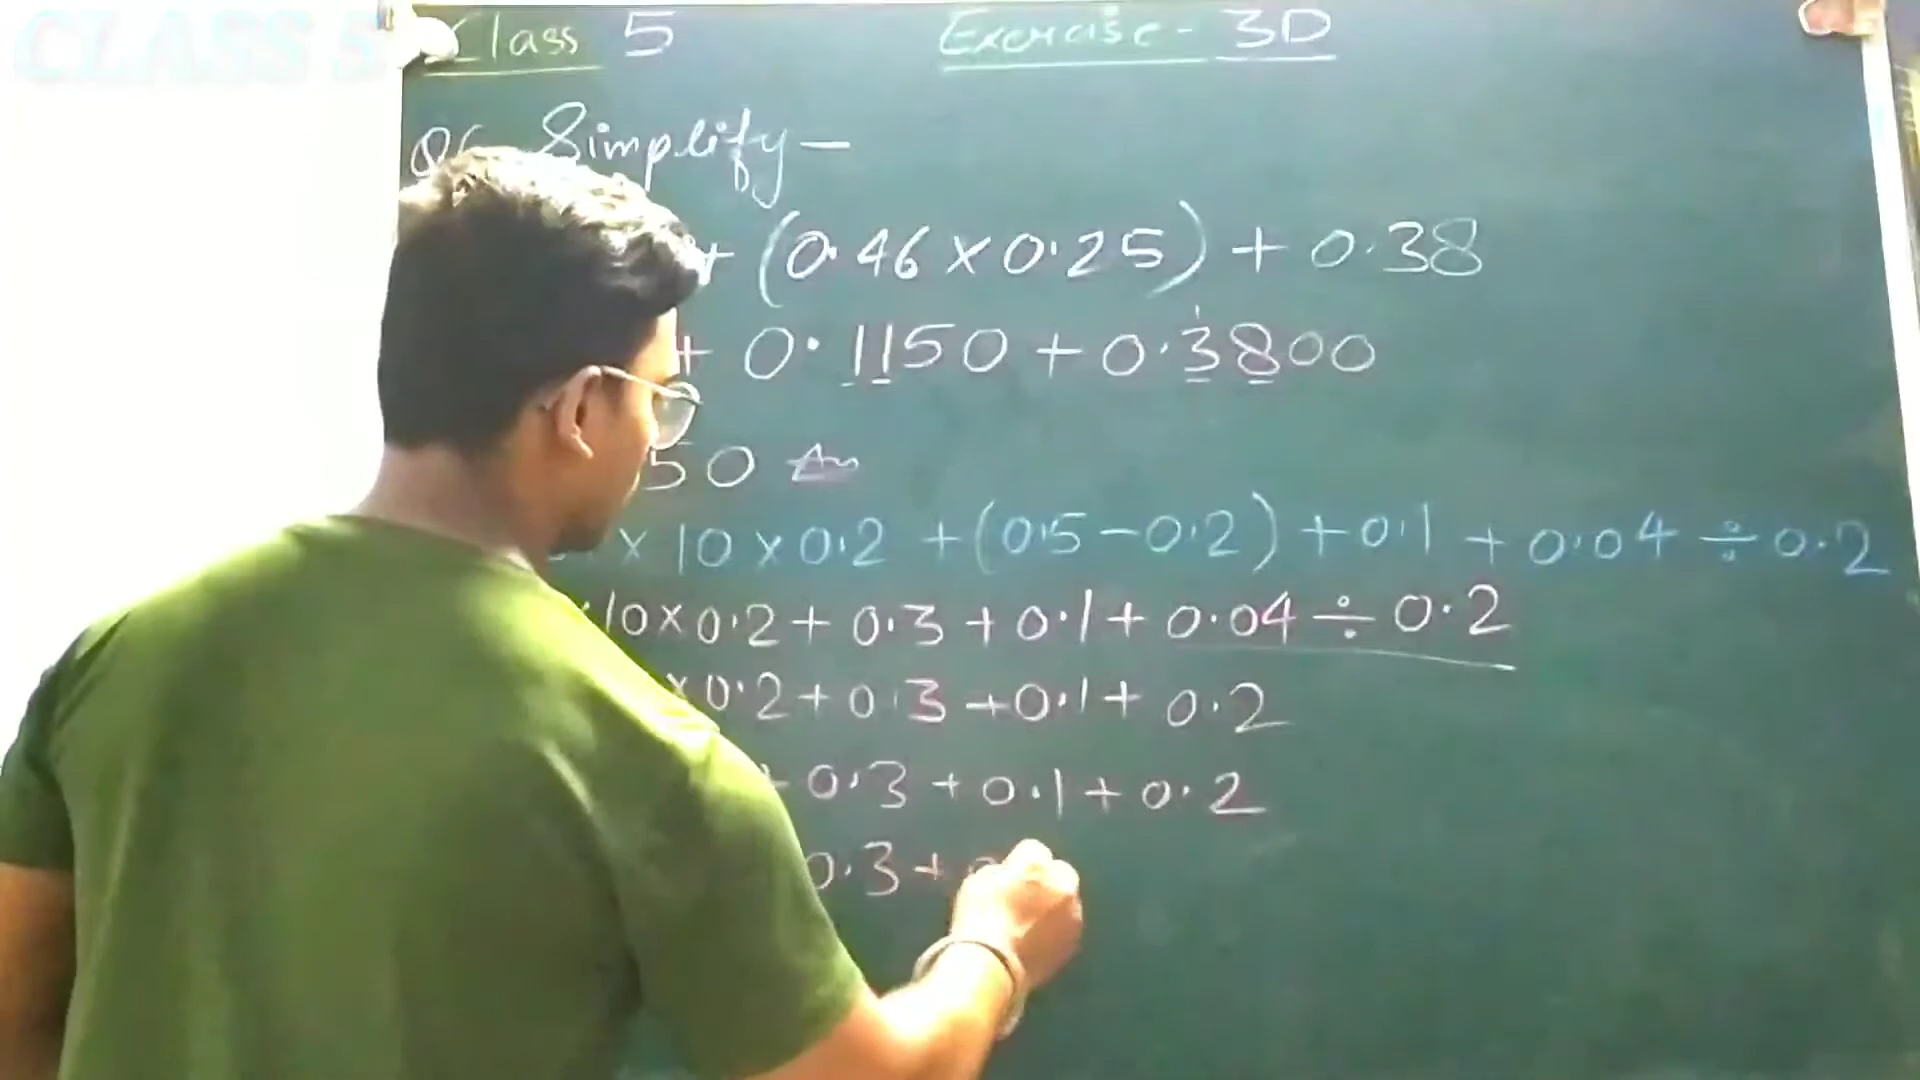 CLASS 5
Class 5 Exercise - 3D
Q6 Simplify —
+ (0.46 × 0.25) + 0.38
+ 0.1150 + 0.3800
50 Ans
× 10 × 0.2 + (0.5 - 0.2) + 0.1 + 0.04 ÷ 0.2
10 × 0.2 + 0.3 + 0.1 + 0.04 ÷ 0.2
× 0.2 + 0.3 + 0.1 + 0.2
+ 0.3 + 0.1 + 0.2
0.3 +